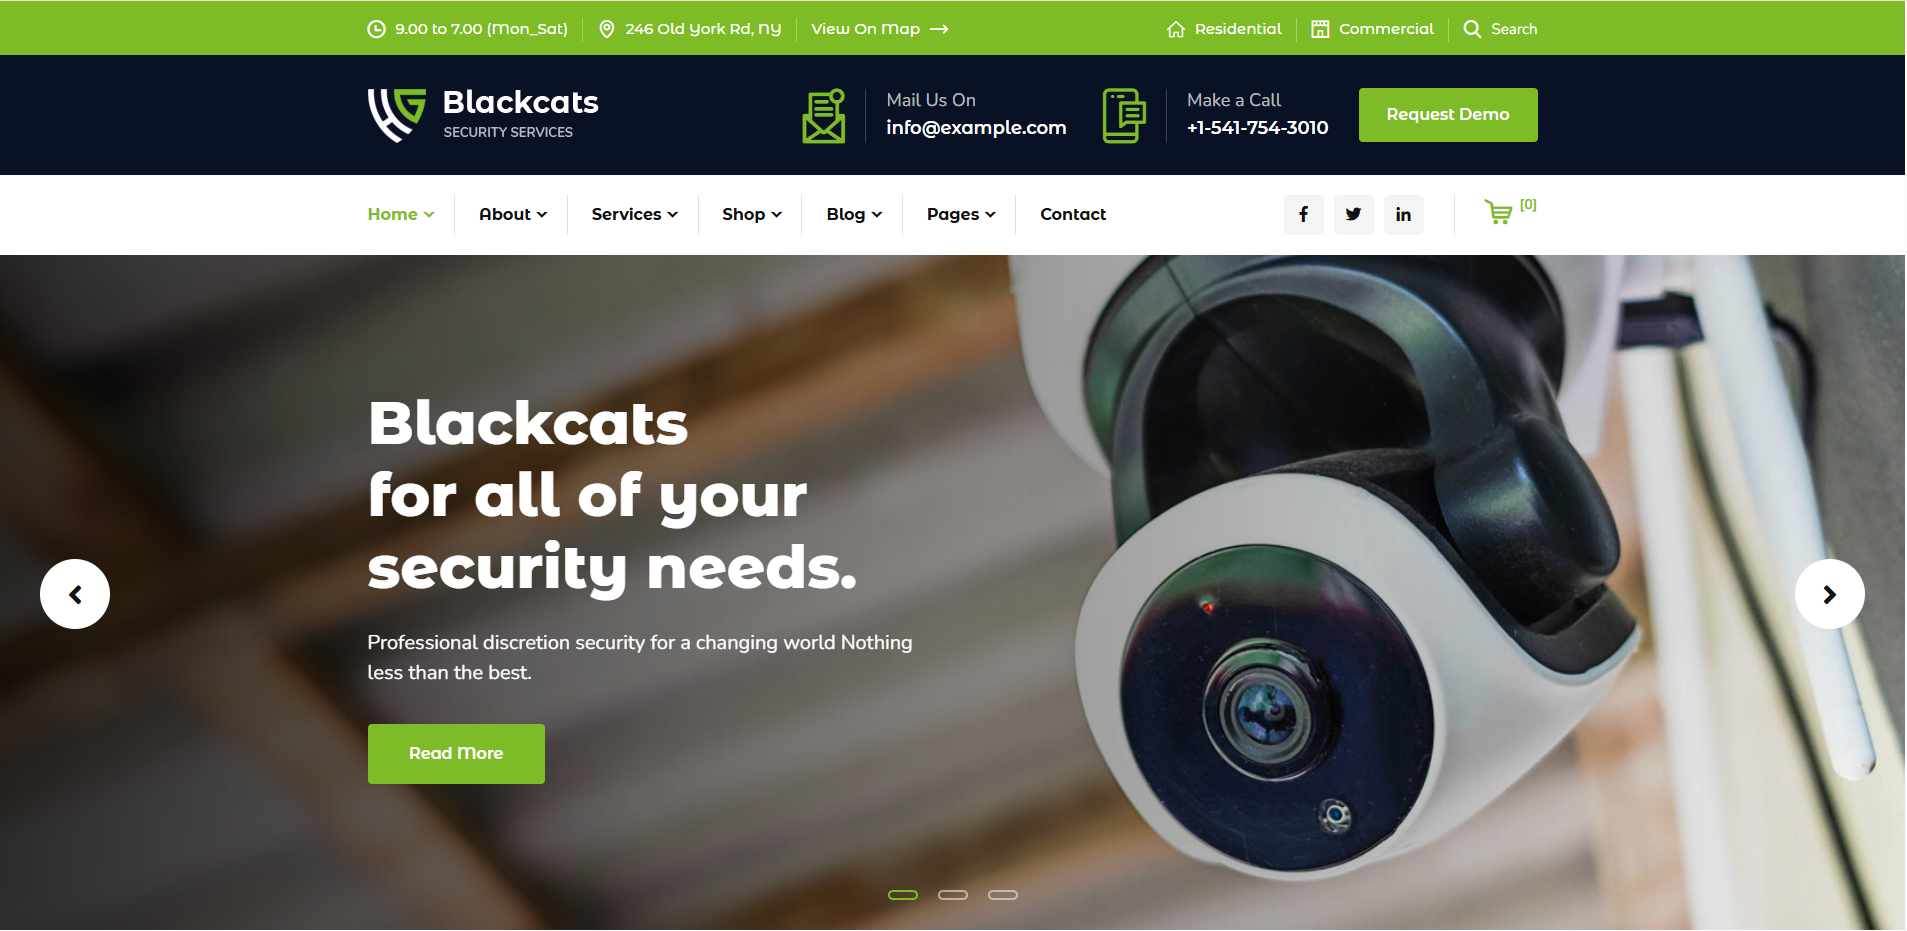 9.00 to 7.00 (Mon_Sat)
246 Old York Rd, NY
View On Map
Residential
Commercial
Search
Blackcats
SECURITY SERVICES
Mail Us On
info@example.com
Make a Call
+1-541-754-3010
Request Demo
Home
About
Services
Shop
Blog
Pages
Contact
[0]
Blackcats
for all of your
security needs.
Professional discretion security for a changing world Nothing
less than the best.
Read More